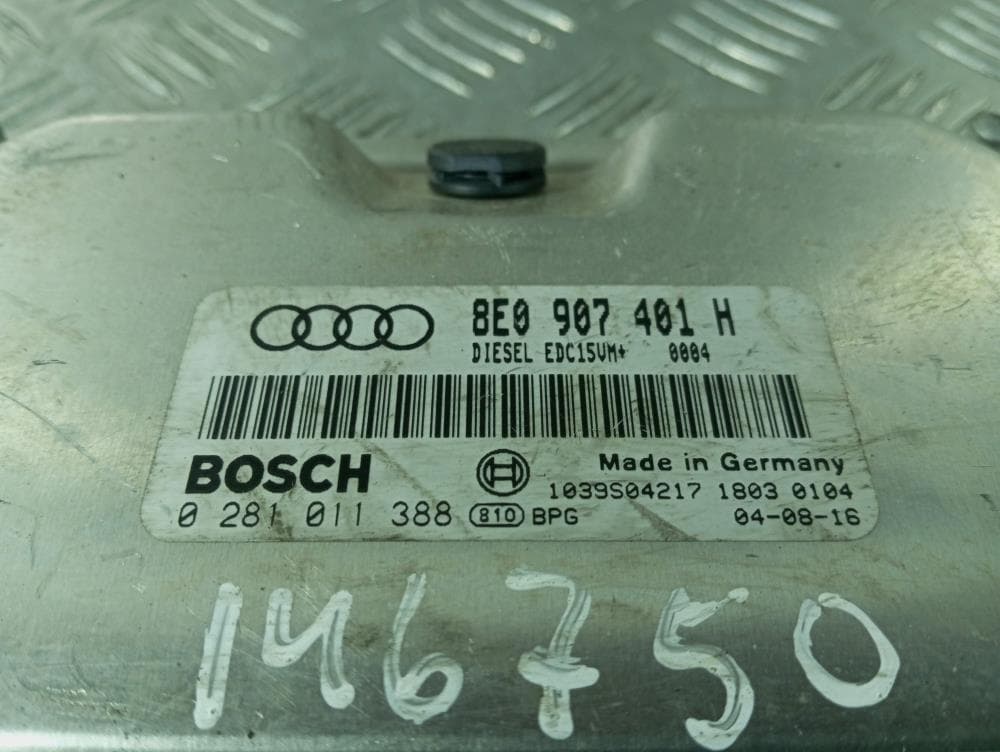 8E0 907 401 H
DIESEL EDC15VM+ 0004
BOSCH
Made in Germany
1039S04217 1803 0104
0 281 011 388 810 BPG 04-08-16
146750